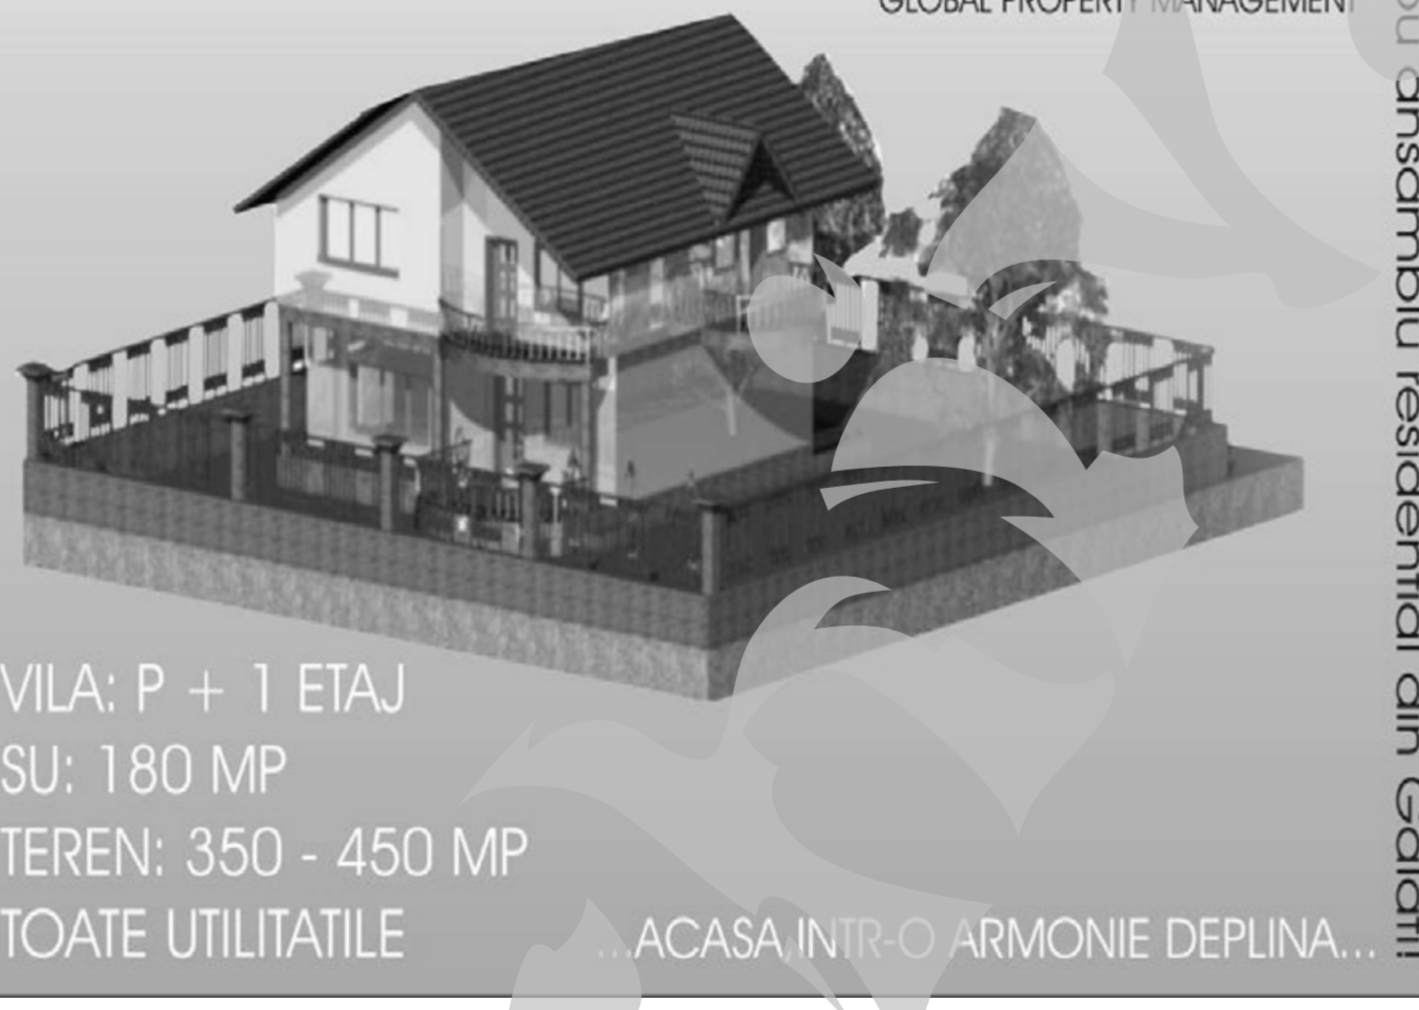 GLOBAL PROPERTY MANAGEMENT
VILA: P + 1 ETAJ
SU: 180 MP
TEREN: 350 - 450 MP
TOATE UTILITATILE
...ACASA,INTR-O ARMONIE DEPLINA...
ansamblu residential din Galati!